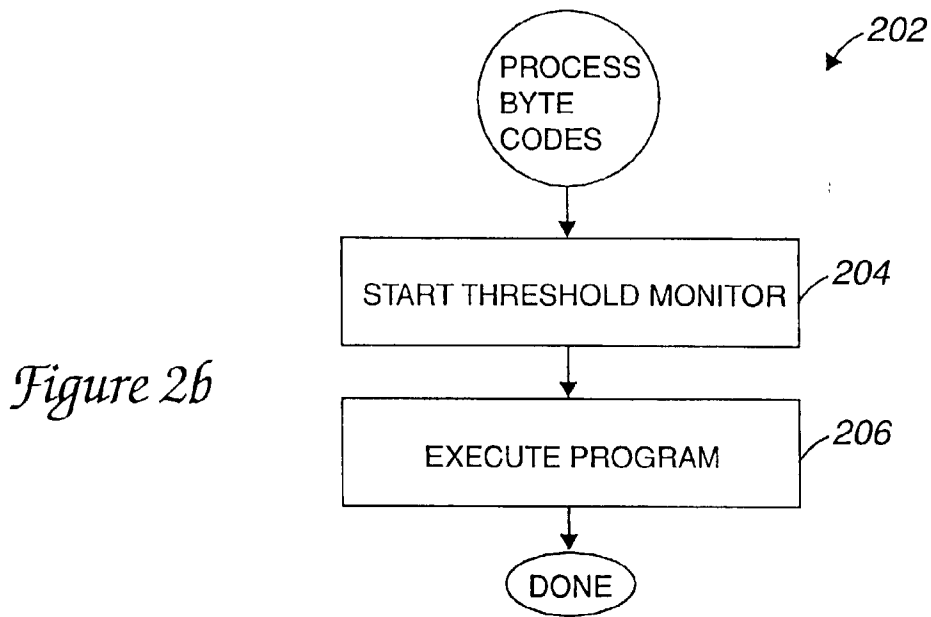 202
PROCESS
BYTE
CODES
START THRESHOLD MONITOR
204
Figure 2b
EXECUTE PROGRAM
206
DONE